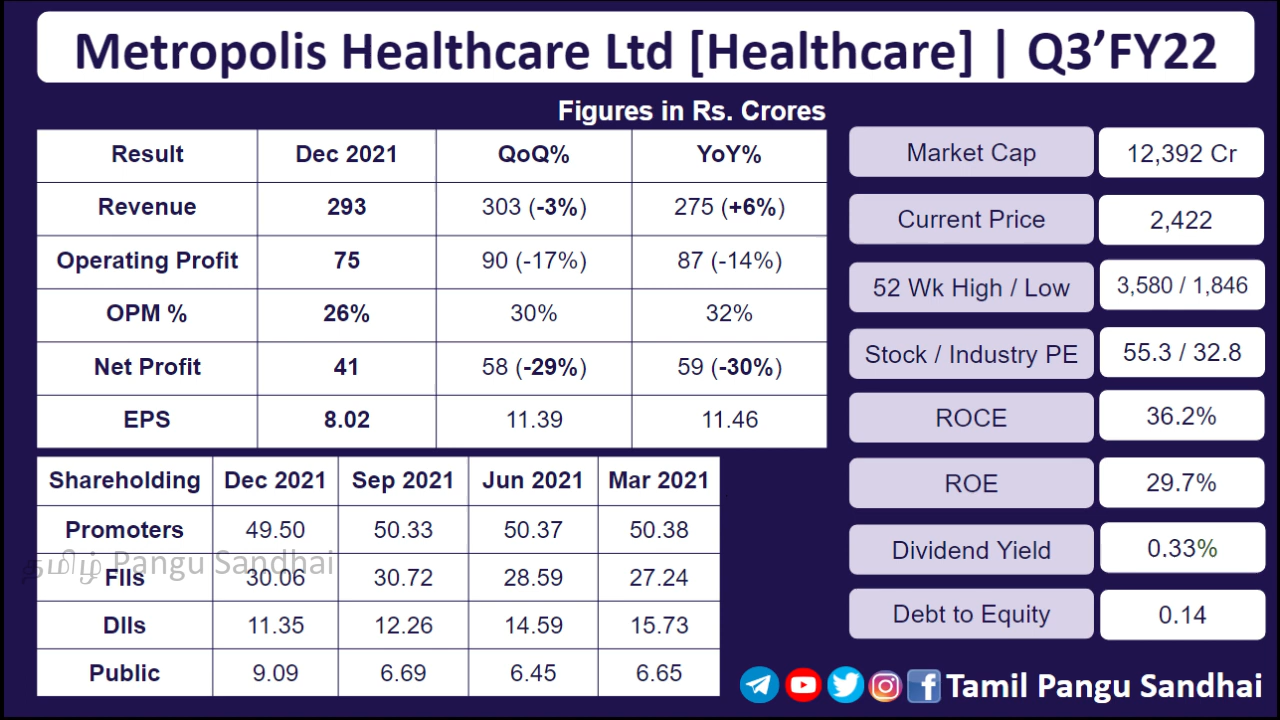 Metropolis Healthcare Ltd [Healthcare] | Q3’FY22
Figures in Rs. Crores
Result Dec 2021 QoQ% YoY%
Revenue 293 303 (-3%) 275 (+6%)
Operating Profit 75 90 (-17%) 87 (-14%)
OPM % 26% 30% 32%
Net Profit 41 58 (-29%) 59 (-30%)
EPS 8.02 11.39 11.46
Shareholding Dec 2021 Sep 2021 Jun 2021 Mar 2021
Promoters 49.50 50.33 50.37 50.38
தமிழ் Pangu Sandhai
FIIs 30.06 30.72 28.59 27.24
DIIs 11.35 12.26 14.59 15.73
Public 9.09 6.69 6.45 6.65
Market Cap 12,392 Cr
Current Price 2,422
52 Wk High / Low 3,580 / 1,846
Stock / Industry PE 55.3 / 32.8
ROCE 36.2%
ROE 29.7%
Dividend Yield 0.33%
Debt to Equity 0.14
Tamil Pangu Sandhai